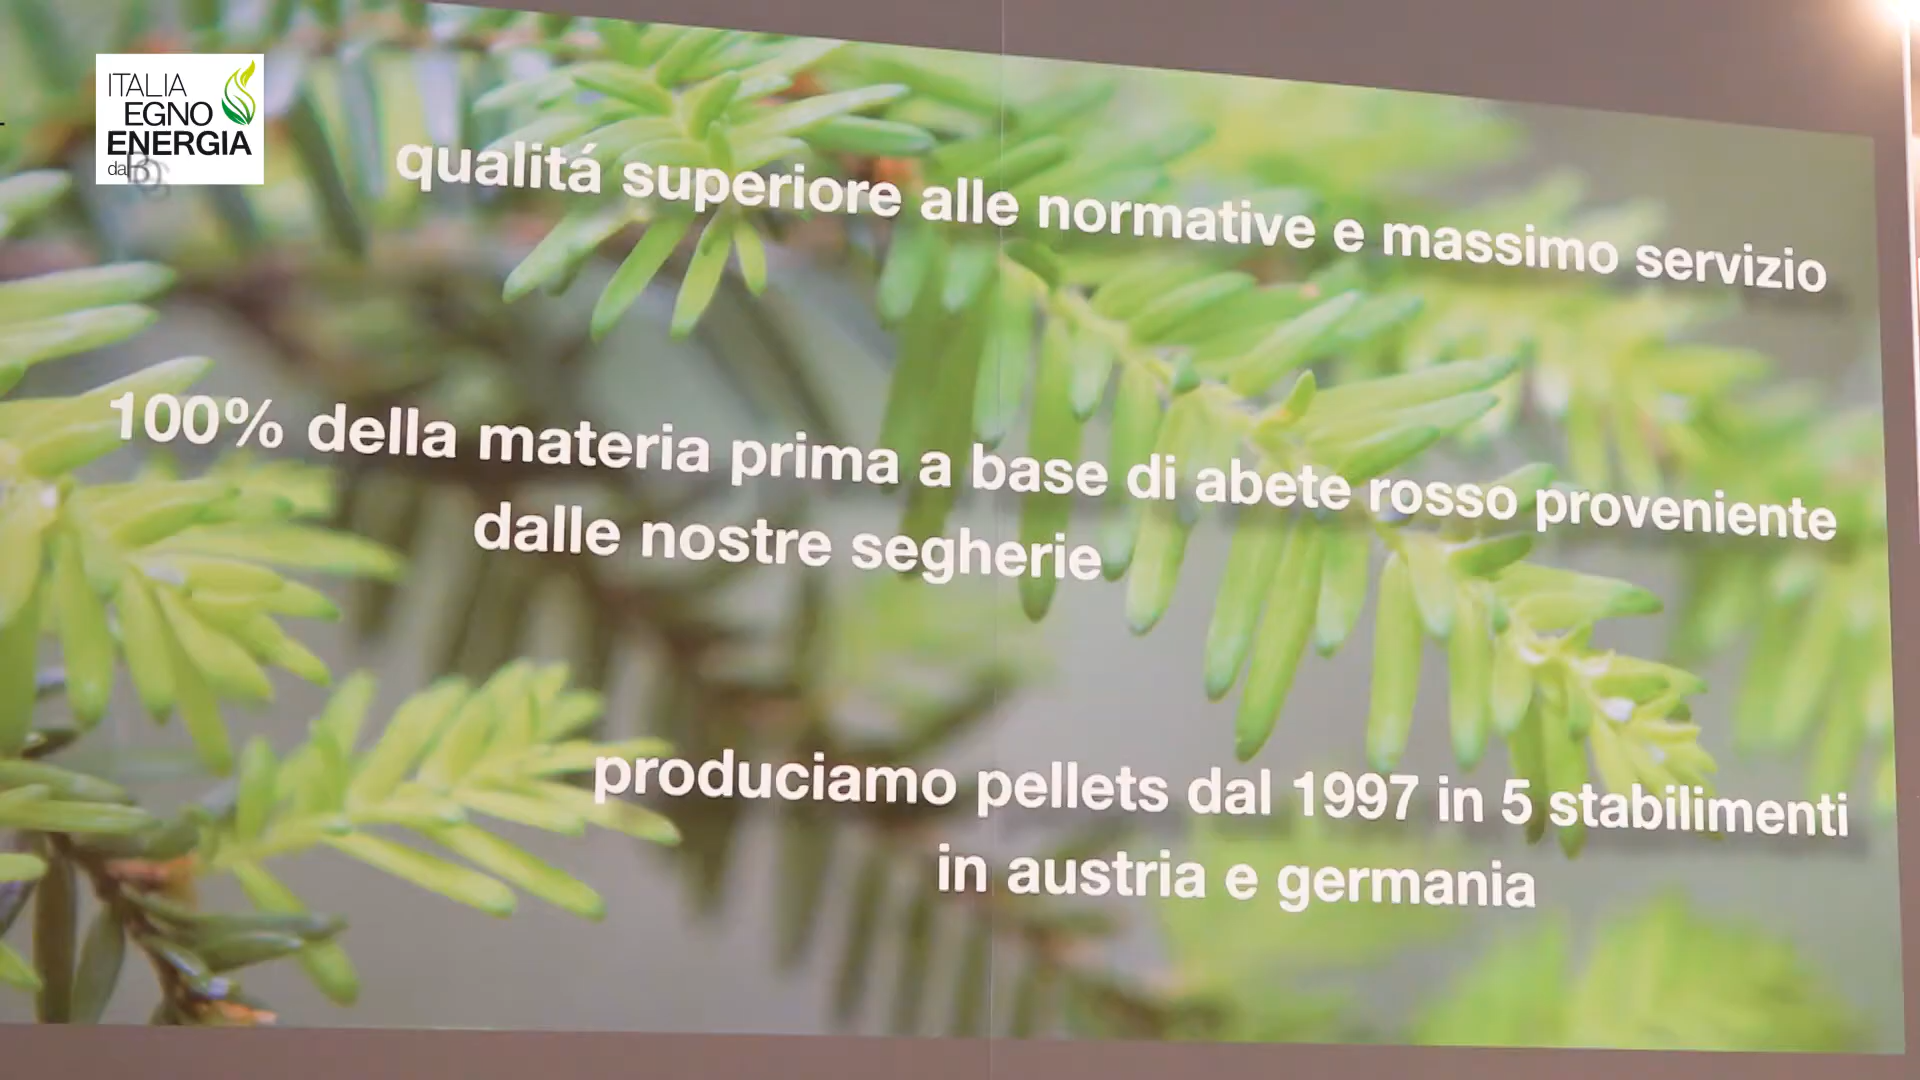 ITALIA
EGNO
ENERGIA
da
qualitá superiore alle normative e massimo servizio
100% della materia prima a base di abete rosso proveniente
dalle nostre segherie
produciamo pellets dal 1997 in 5 stabilimenti
in austria e germania